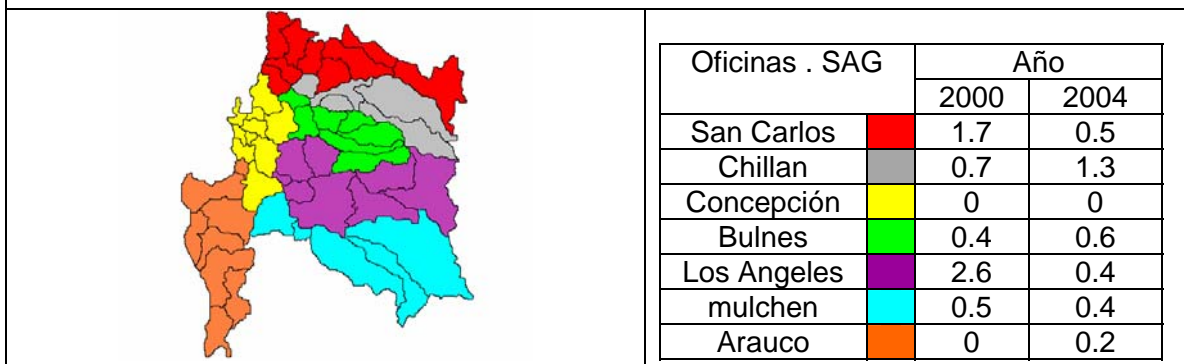 Oficinas . SAG Año
2000 2004
San Carlos 1.7 0.5
Chillan 0.7 1.3
Concepción 0 0
Bulnes 0.4 0.6
Los Angeles 2.6 0.4
mulchen 0.5 0.4
Arauco 0 0.2